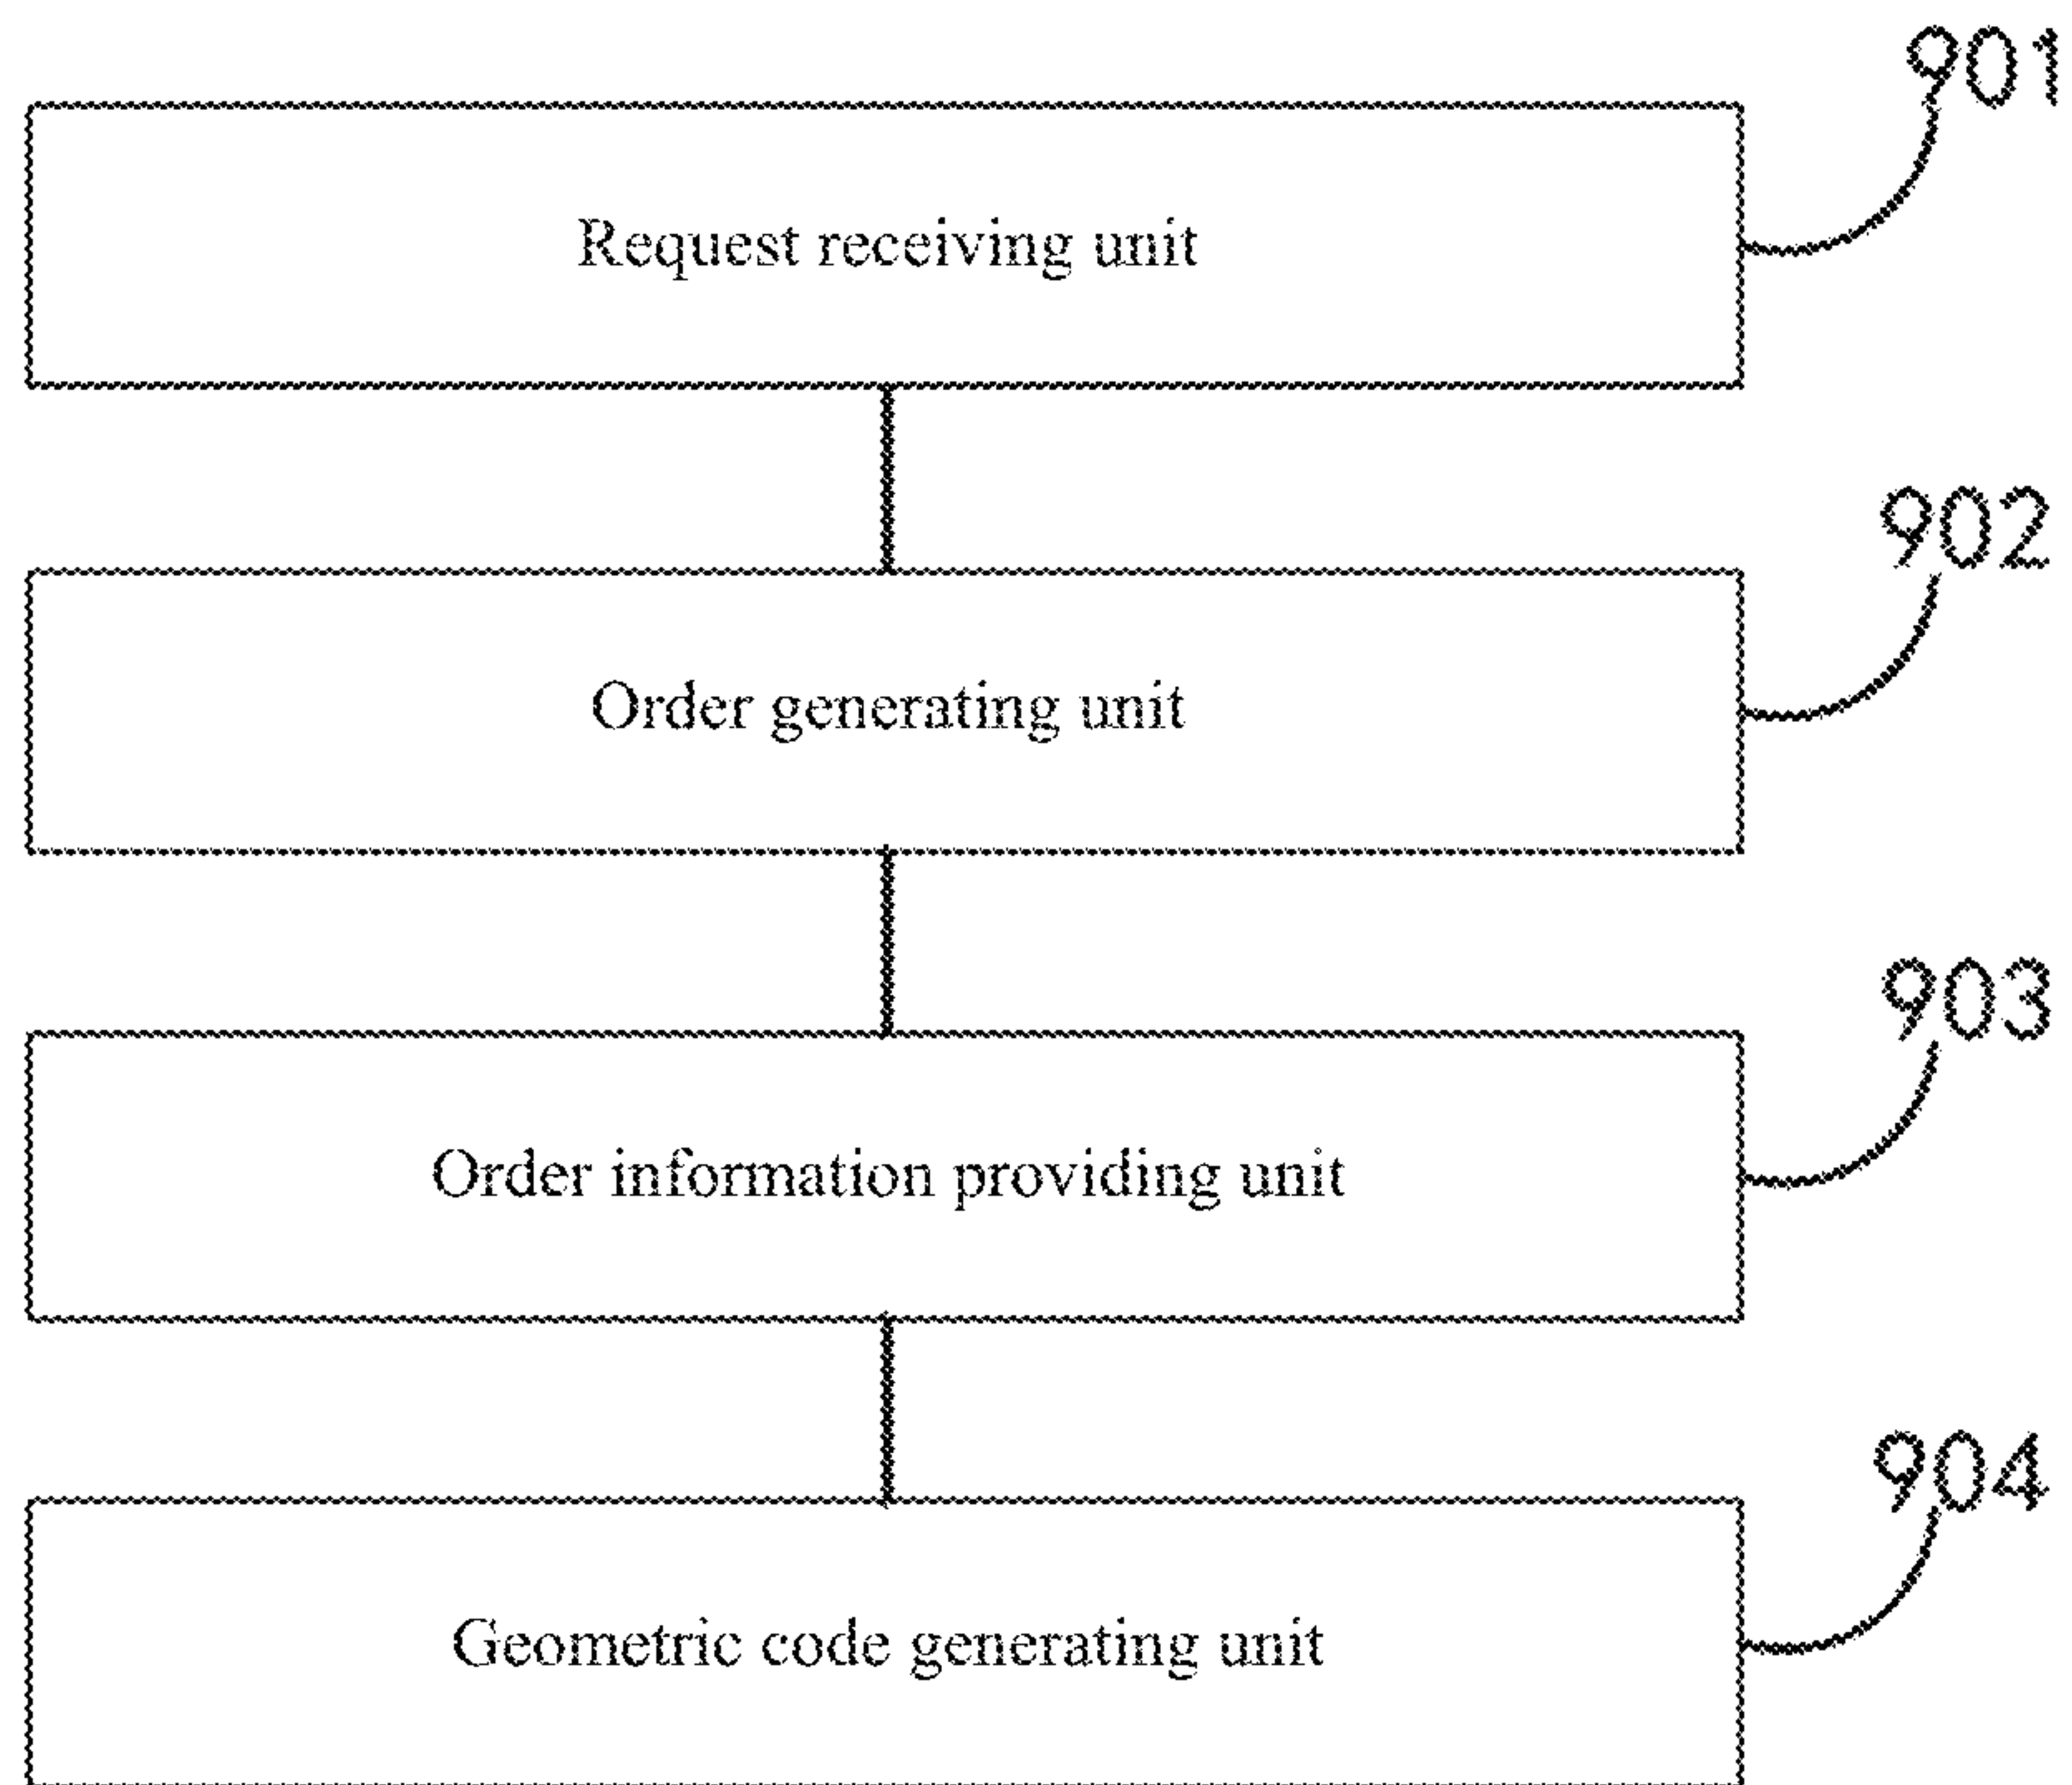 901
Request receiving unit
902
Order generating unit
903
Order information providing unit
904
Geometric code generating unit